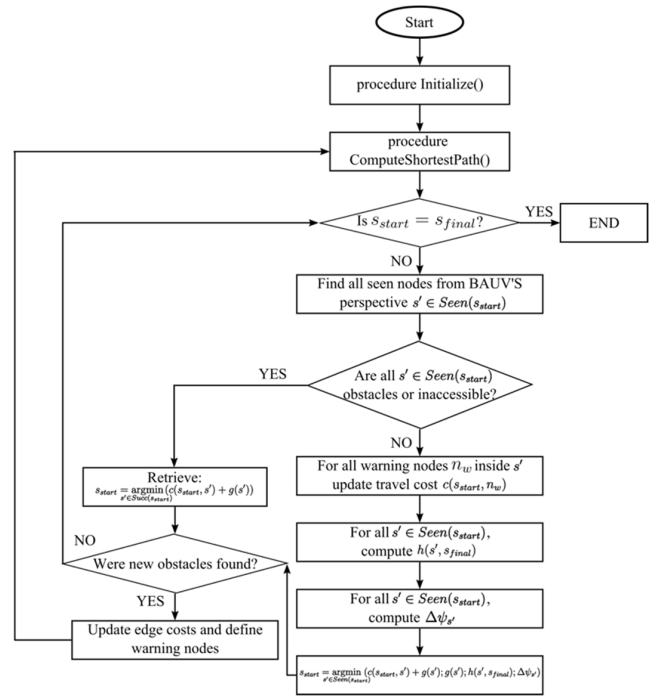 Start
procedure Initialize()
procedure
ComputeShortestPath()
Is s_start = s_final?
YES
END
NO
Find all seen nodes from BAUV'S
perspective s′ ∈ Seen(s_start)
Are all s′ ∈ Seen(s_start)
obstacles or inaccessible?
YES
NO
Retrieve:
s_start = argmin (c(s_start, s′) + g(s′))
s′∈Succ(s_start)
For all warning nodes n_w inside s′
update travel cost c(s_start, n_w)
For all s′ ∈ Seen(s_start),
compute h(s′, s_final)
NO
Were new obstacles found?
YES
For all s′ ∈ Seen(s_start),
compute Δψ_s′
Update edge costs and define
warning nodes
s_start = argmin (c(s_start, s′) + g(s′); g(s′); h(s′, s_final); Δψ_s′)
s′∈Seen(s_start)